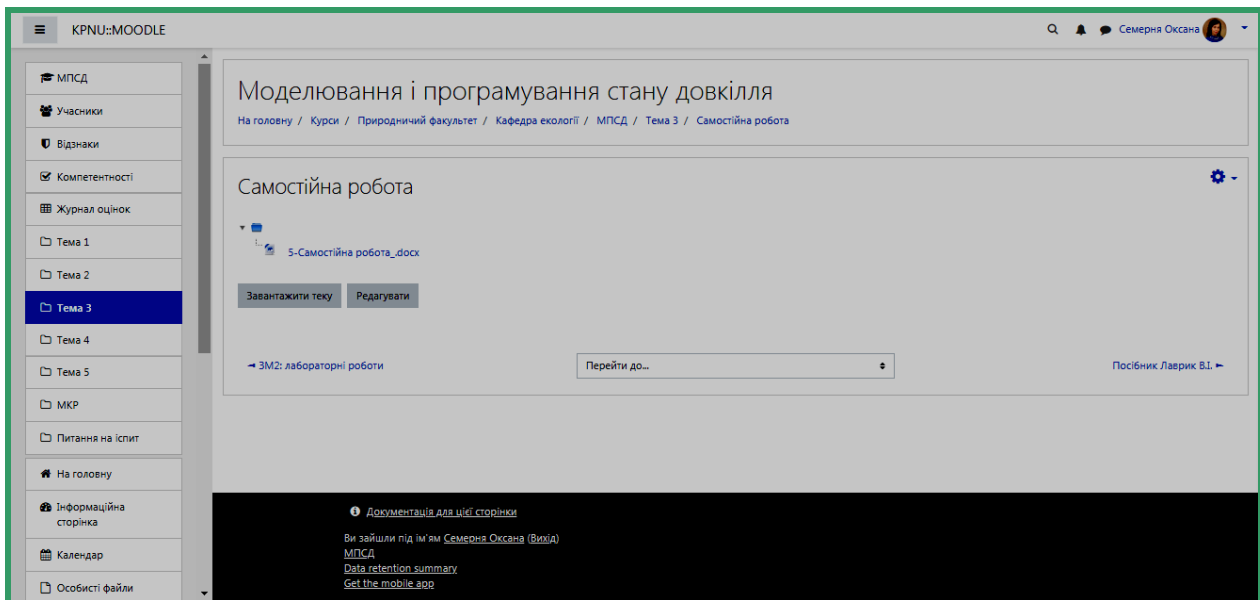 KPNU::MOODLE
Семерня Оксана
МПСД
Учасники
Відзнаки
Компетентності
Журнал оцінок
Тема 1
Тема 2
Тема 3
Тема 4
Тема 5
МКР
Питання на іспит
На головну
Інформаційна
сторінка
Календар
Особисті файли
Моделювання і програмування стану довкілля
На головну / Курси / Природничий факультет / Кафедра екології / МПСД / Тема 3 / Самостійна робота
Самостійна робота
5-Самостійна робота_.docx
Завантажити теку Редагувати
◄ ЗМ2: лабораторні роботи Перейти до... Посібник Лаврик В.І. ►
Документація для цієї сторінки
Ви зайшли під ім'ям Семерня Оксана (Вихід)
МПСД
Data retention summary
Get the mobile app